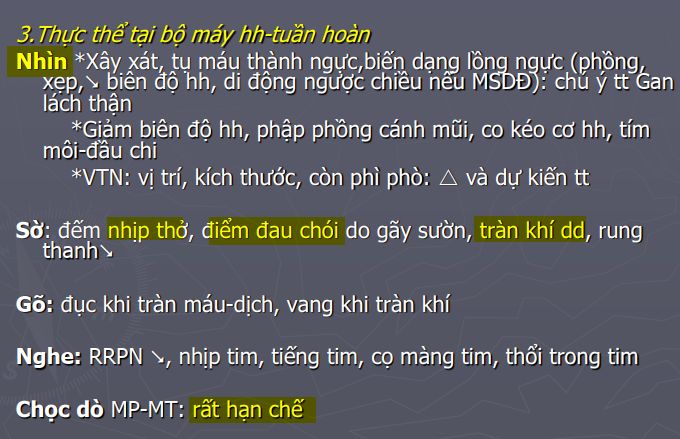 3.Thực thể tại bộ máy hh-tuần hoàn
Nhìn *Xây xát, tụ máu thành ngực,biến dạng lồng ngực (phồng,
xẹp,↘ biên độ hh, di động ngược chiều nếu MSDĐ): chú ý tt Gan
lách thận
*Giảm biên độ hh, phập phồng cánh mũi, co kéo cơ hh, tím
môi-đầu chi
*VTN: vị trí, kích thước, còn phì phò: △ và dự kiến tt
Sờ: đếm nhịp thở, điểm đau chói do gãy sườn, tràn khí dd, rung
thanh↘
Gõ: đục khi tràn máu-dịch, vang khi tràn khí
Nghe: RRPN ↘, nhịp tim, tiếng tim, cọ màng tim, thổi trong tim
Chọc dò MP-MT: rất hạn chế